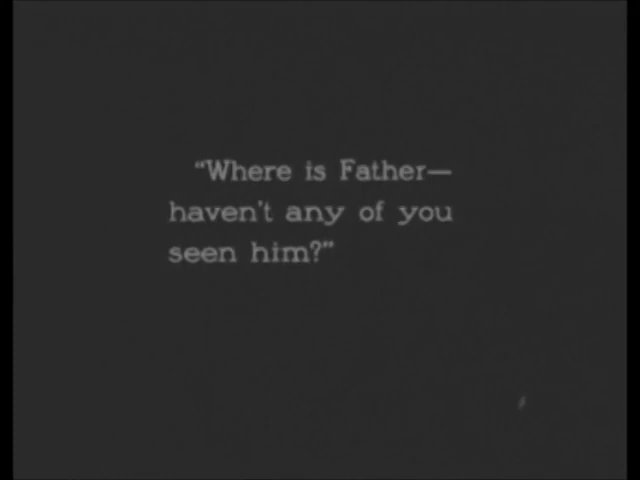 “Where is Father—
haven't any of you
seen him?”